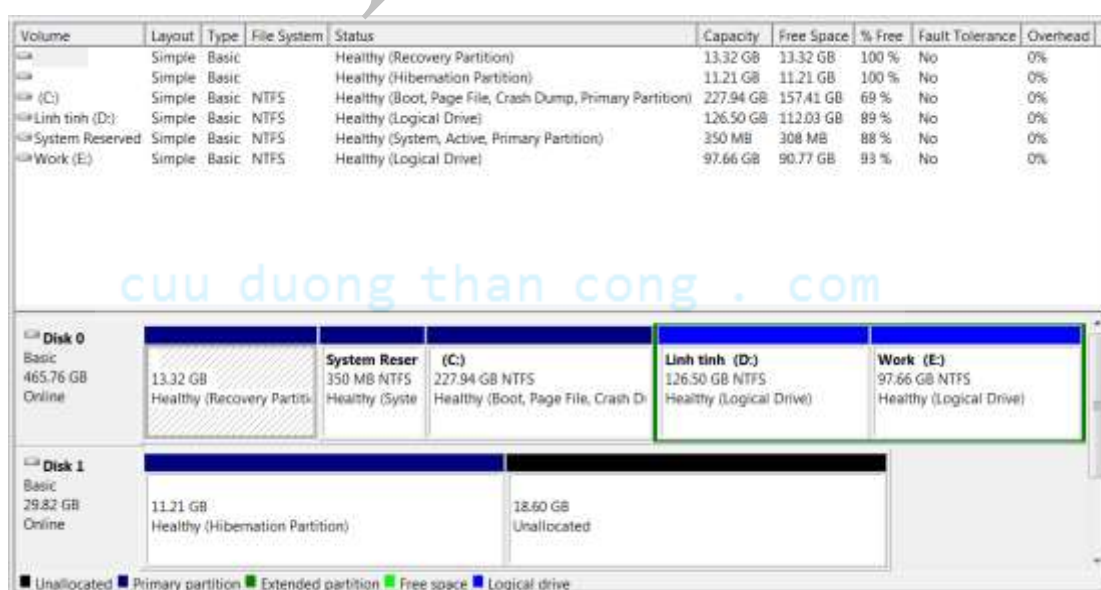 Volume Layout Type File System Status Capacity Free Space % Free Fault Tolerance Overhead
Simple Basic Healthy (Recovery Partition) 13.32 GB 13.32 GB 100 % No 0%
Simple Basic Healthy (Hibernation Partition) 11.21 GB 11.21 GB 100 % No 0%
(C:) Simple Basic NTFS Healthy (Boot, Page File, Crash Dump, Primary Partition) 227.94 GB 157.41 GB 69 % No 0%
Linh tinh (D:) Simple Basic NTFS Healthy (Logical Drive) 126.50 GB 112.03 GB 89 % No 0%
System Reserved Simple Basic NTFS Healthy (System, Active, Primary Partition) 350 MB 308 MB 88 % No 0%
Work (E:) Simple Basic NTFS Healthy (Logical Drive) 97.66 GB 90.77 GB 93 % No 0%
cuu duong than cong . com
Disk 0
Basic
465.76 GB
Online
13.32 GB
Healthy (Recovery Partiti
System Reser
350 MB NTFS
Healthy (Syste
(C:)
227.94 GB NTFS
Healthy (Boot, Page File, Crash D
Linh tinh (D:)
126.50 GB NTFS
Healthy (Logical Drive)
Work (E:)
97.66 GB NTFS
Healthy (Logical Drive)
Disk 1
Basic
29.82 GB
Online
11.21 GB
Healthy (Hibernation Partition)
18.60 GB
Unallocated
Unallocated Primary partition Extended partition Free space Logical drive